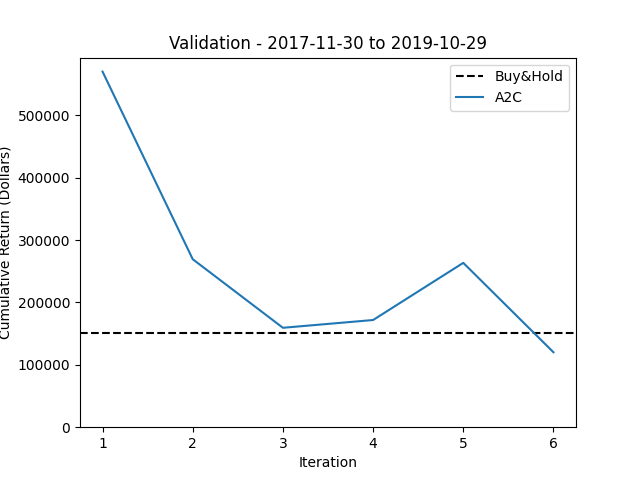 Validation - 2017-11-30 to 2019-10-29
Buy&Hold
A2C
Cumulative Return (Dollars)
500000
400000
300000
200000
100000
0
1 2 3 4 5 6
Iteration